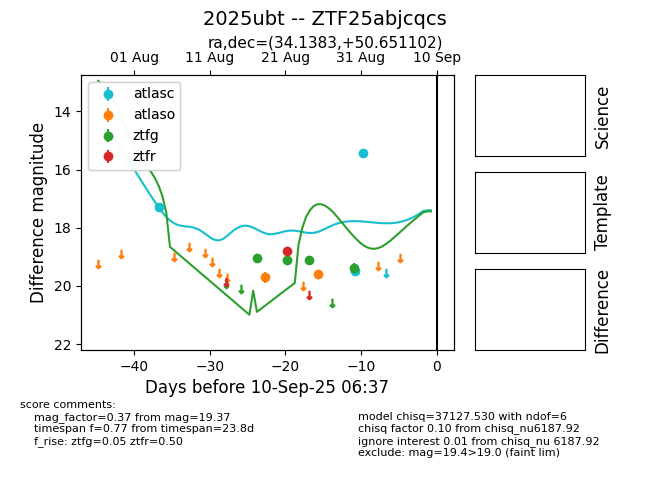 2025ubt -- ZTF25abjcqcs
ra,dec=(34.1383,+50.651102)
01 Aug 11 Aug 21 Aug 31 Aug 10 Sep
atlasc
atlaso
ztfg
ztfr
14
16
18
20
22
Difference magnitude
−40 −30 −20 −10 0
Days before 10-Sep-25 06:37
Science
Template
Difference
score comments:
mag_factor=0.37 from mag=19.37
timespan f=0.77 from timespan=23.8d
f_rise: ztfg=0.05 ztfr=0.50
model chisq=37127.530 with ndof=6
chisq factor 0.10 from chisq_nu6187.92
ignore interest 0.01 from chisq_nu 6187.92
exclude: mag=19.4>19.0 (faint lim)